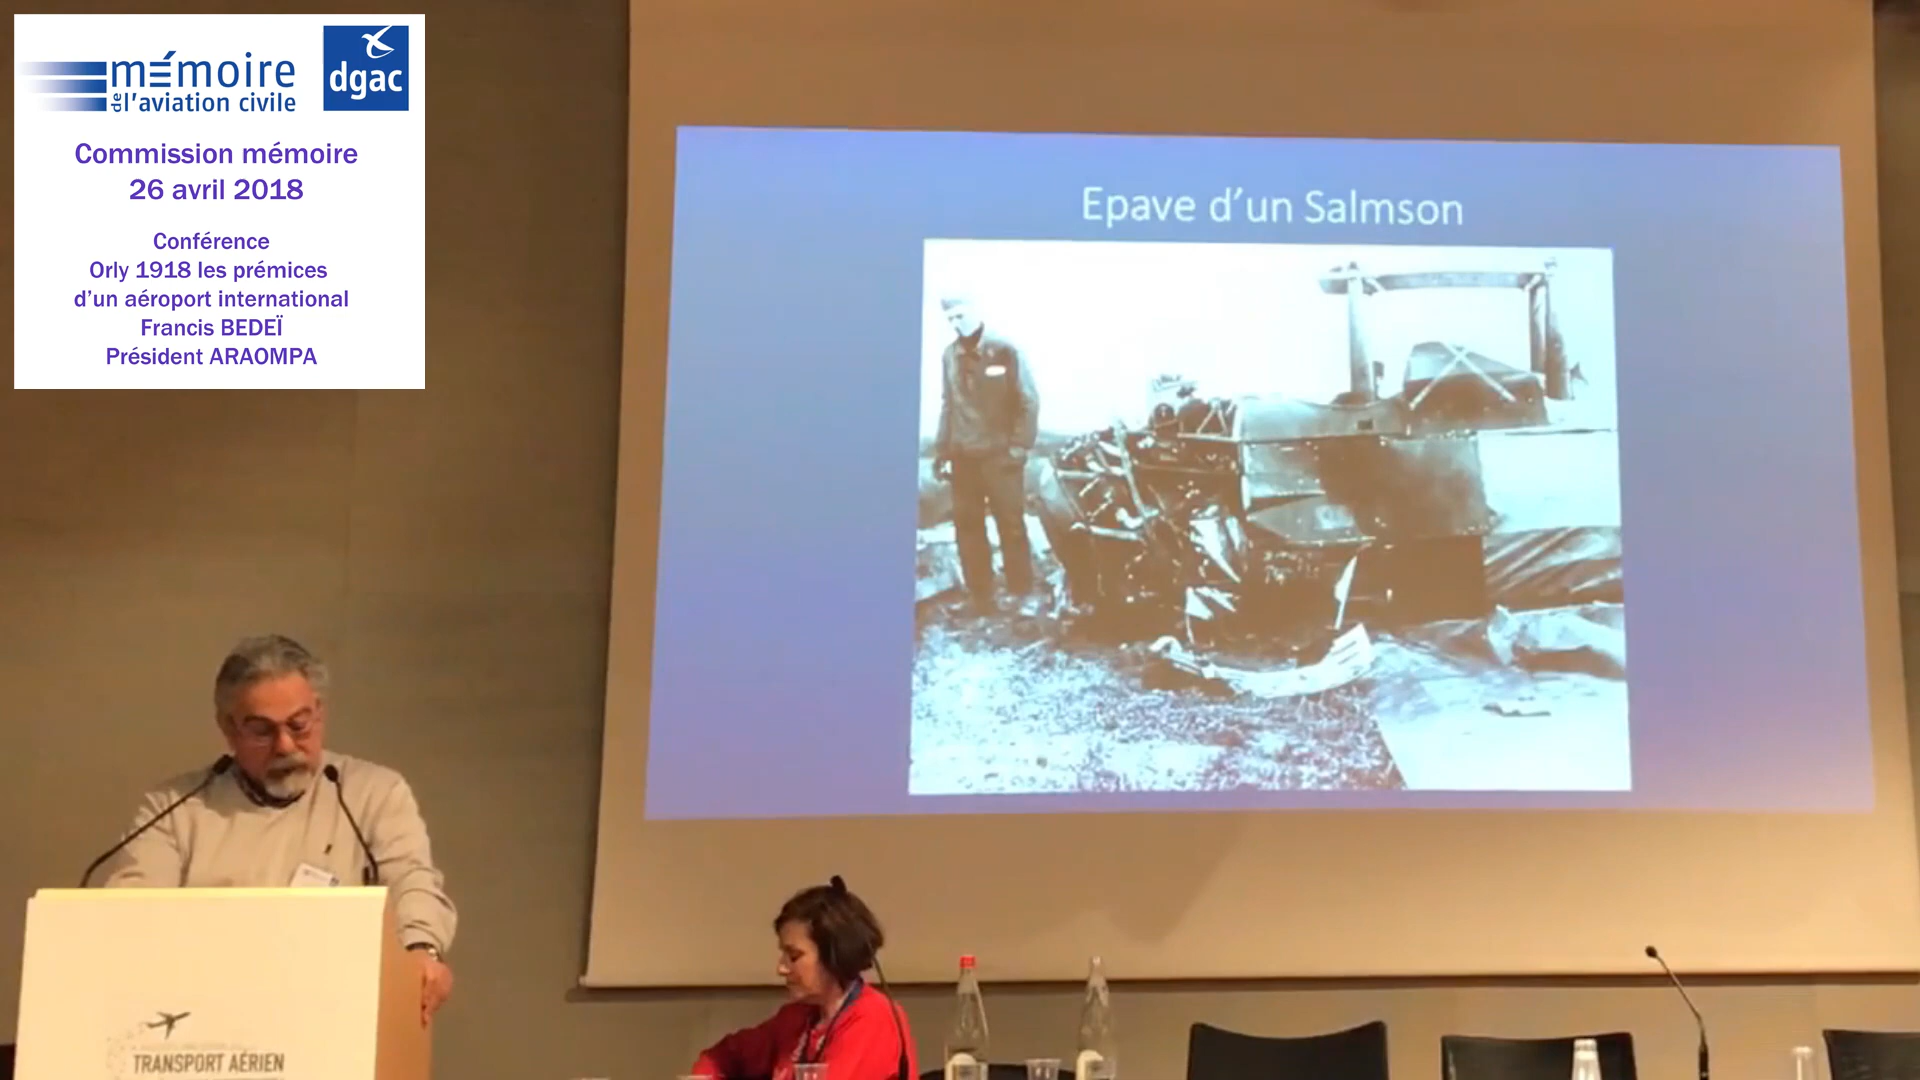 mémoire
de l'aviation civile
dgac
Commission mémoire
26 avril 2018
Conférence
Orly 1918 les prémices
d'un aéroport international
Francis BEDEÏ
Président ARAOMPA
Epave d'un Salmson
TRANSPORT AÉRIEN